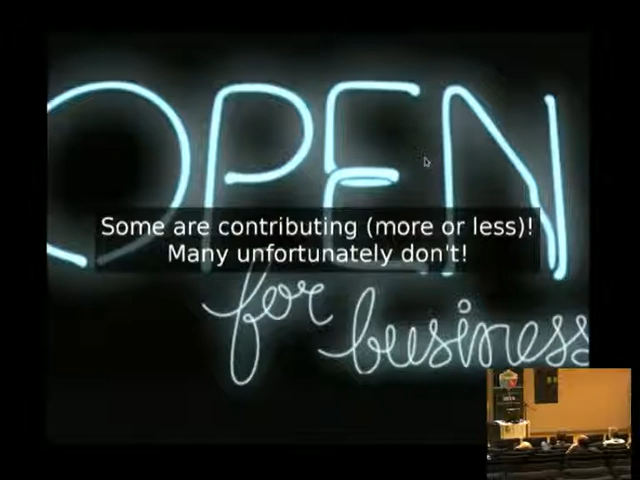 OPEN
Some are contributing (more or less)!
Many unfortunately don't!
for business